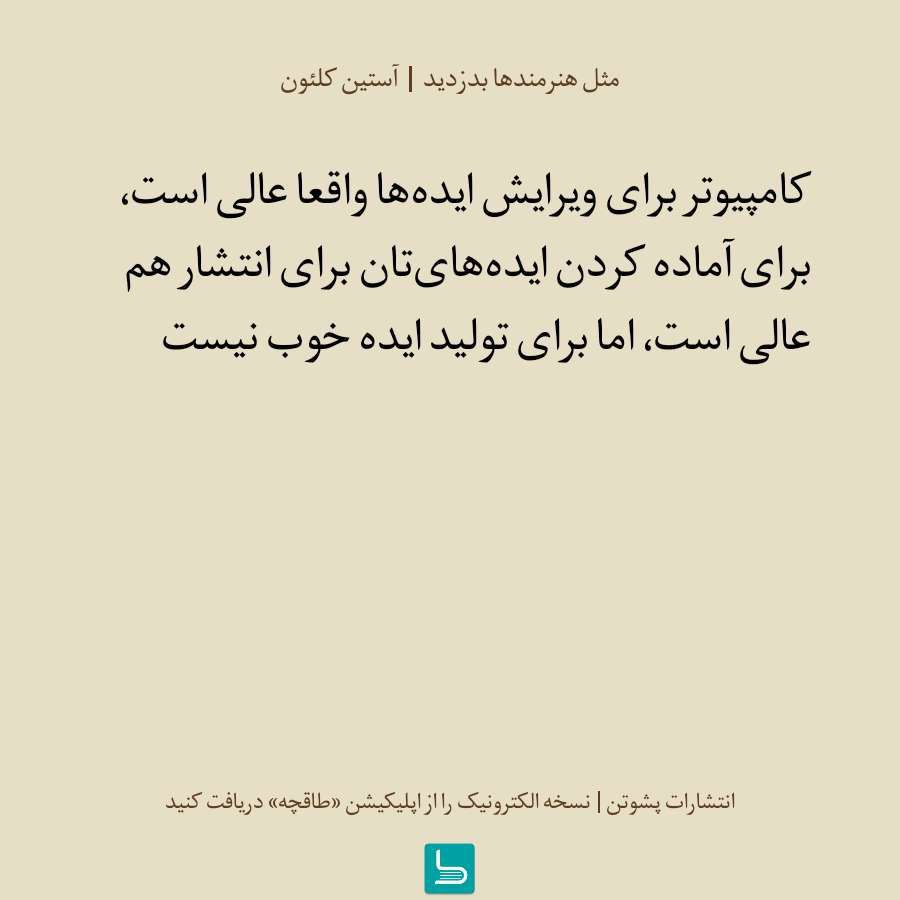 مثل هنرمندها بدزدید | آستین کلئون
کامپیوتر برای ویرایش ایده‌ها واقعا عالی است،
برای آماده کردن ایده‌های‌تان برای انتشار هم
عالی است، اما برای تولید ایده خوب نیست
انتشارات پشوتن | نسخه الکترونیک را از اپلیکیشن «طاقچه» دریافت کنید